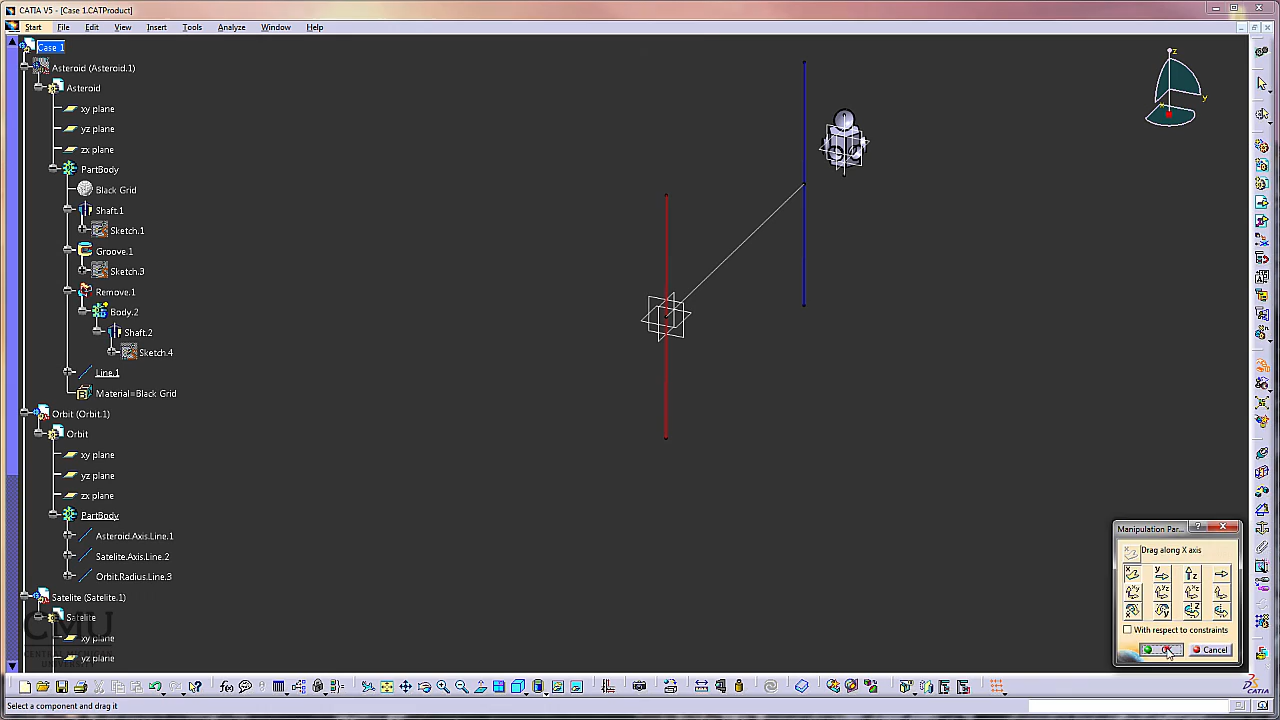 CATIA V5 - [Case 1.CATProduct]
Start File Edit View Insert Tools Analyze Window Help
Case 1
Asteroid (Asteroid.1)
Asteroid
xy plane
yz plane
zx plane
PartBody
Black Grid
Shaft.1
Sketch.1
Groove.1
Sketch.3
Remove.1
Body.2
Shaft.2
Sketch.4
Line.1
Material=Black Grid
Orbit (Orbit.1)
Orbit
xy plane
yz plane
zx plane
PartBody
Asteroid.Axis.Line.1
Satelite.Axis.Line.2
Orbit.Radius.Line.3
Satelite (Satelite.1)
Satelite
xy plane
yz plane
CMU
CENTRAL MICHIGAN
UNIVERSITY
z
y
x
Manipulation Par...
Drag along X axis
With respect to constraints
Cancel
Select a component and drag it
CATIA